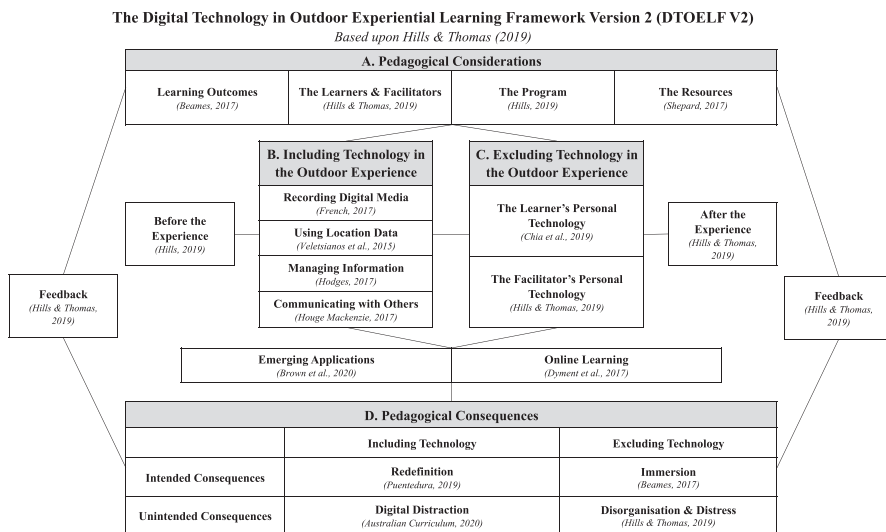 The Digital Technology in Outdoor Experiential Learning Framework Version 2 (DTOELF V2)
Based upon Hills & Thomas (2019)
A. Pedagogical Considerations
Learning Outcomes
(Beames, 2017)
The Learners & Facilitators
(Hills & Thomas, 2019)
The Program
(Hills, 2019)
The Resources
(Shepard, 2017)
B. Including Technology in
the Outdoor Experience
Recording Digital Media
(French, 2017)
Using Location Data
(Veletsianos et al., 2015)
Managing Information
(Hodges, 2017)
Communicating with Others
(Houge Mackenzie, 2017)
C. Excluding Technology in
the Outdoor Experience
The Learner's Personal
Technology
(Chia et al., 2019)
The Facilitator's Personal
Technology
(Hills & Thomas, 2019)
Before the
Experience
(Hills, 2019)
After the
Experience
(Hills & Thomas,
2019)
Feedback
(Hills & Thomas,
2019)
Feedback
(Hills & Thomas,
2019)
Emerging Applications
(Brown et al., 2020)
Online Learning
(Dyment et al., 2017)
D. Pedagogical Consequences
Including Technology
Excluding Technology
Intended Consequences
Redefinition
(Puentedura, 2019)
Immersion
(Beames, 2017)
Unintended Consequences
Digital Distraction
(Australian Curriculum, 2020)
Disorganisation & Distress
(Hills & Thomas, 2019)